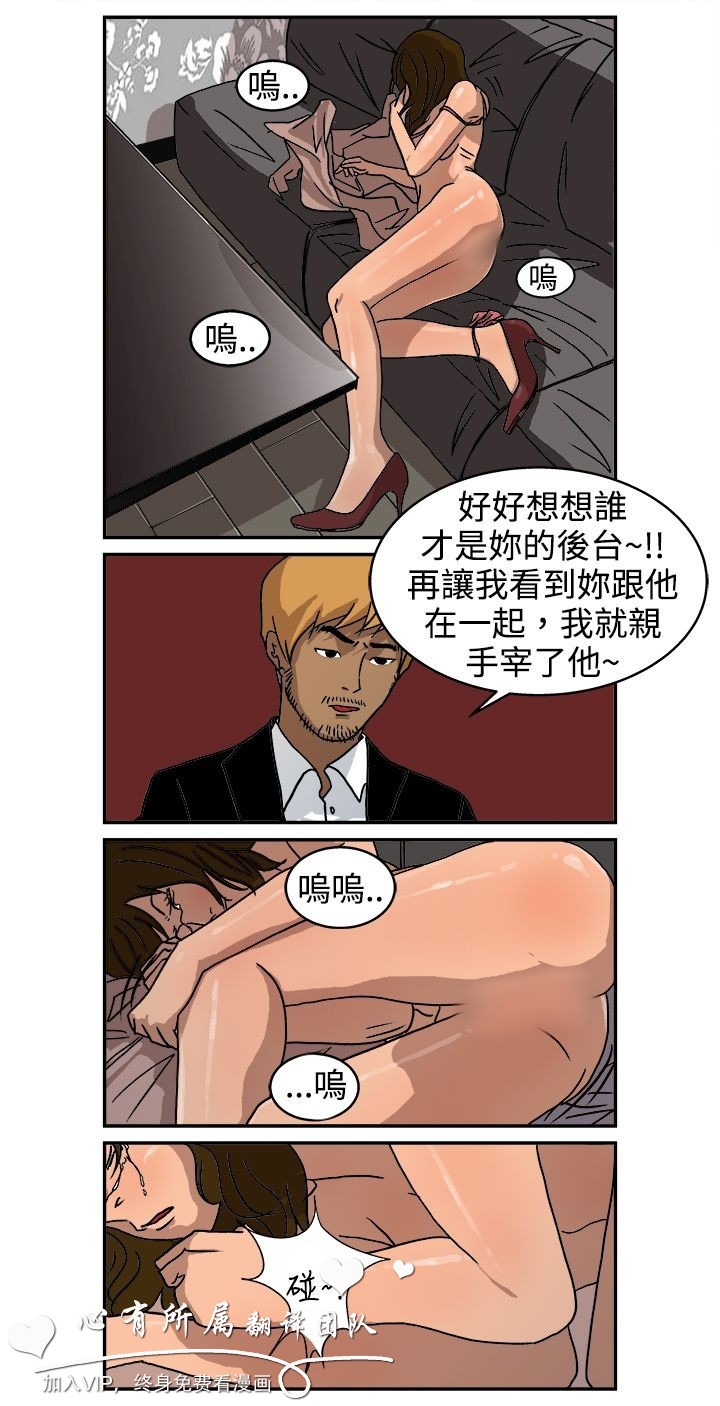 嗚..
嗚
嗚..
好好想想誰
才是妳的後台~!!
再讓我看到妳跟他
在一起，我就親
手宰了他~
嗚嗚..
...嗚
碰~!
心有所属翻译团队
加入VIP，终身免费看漫画